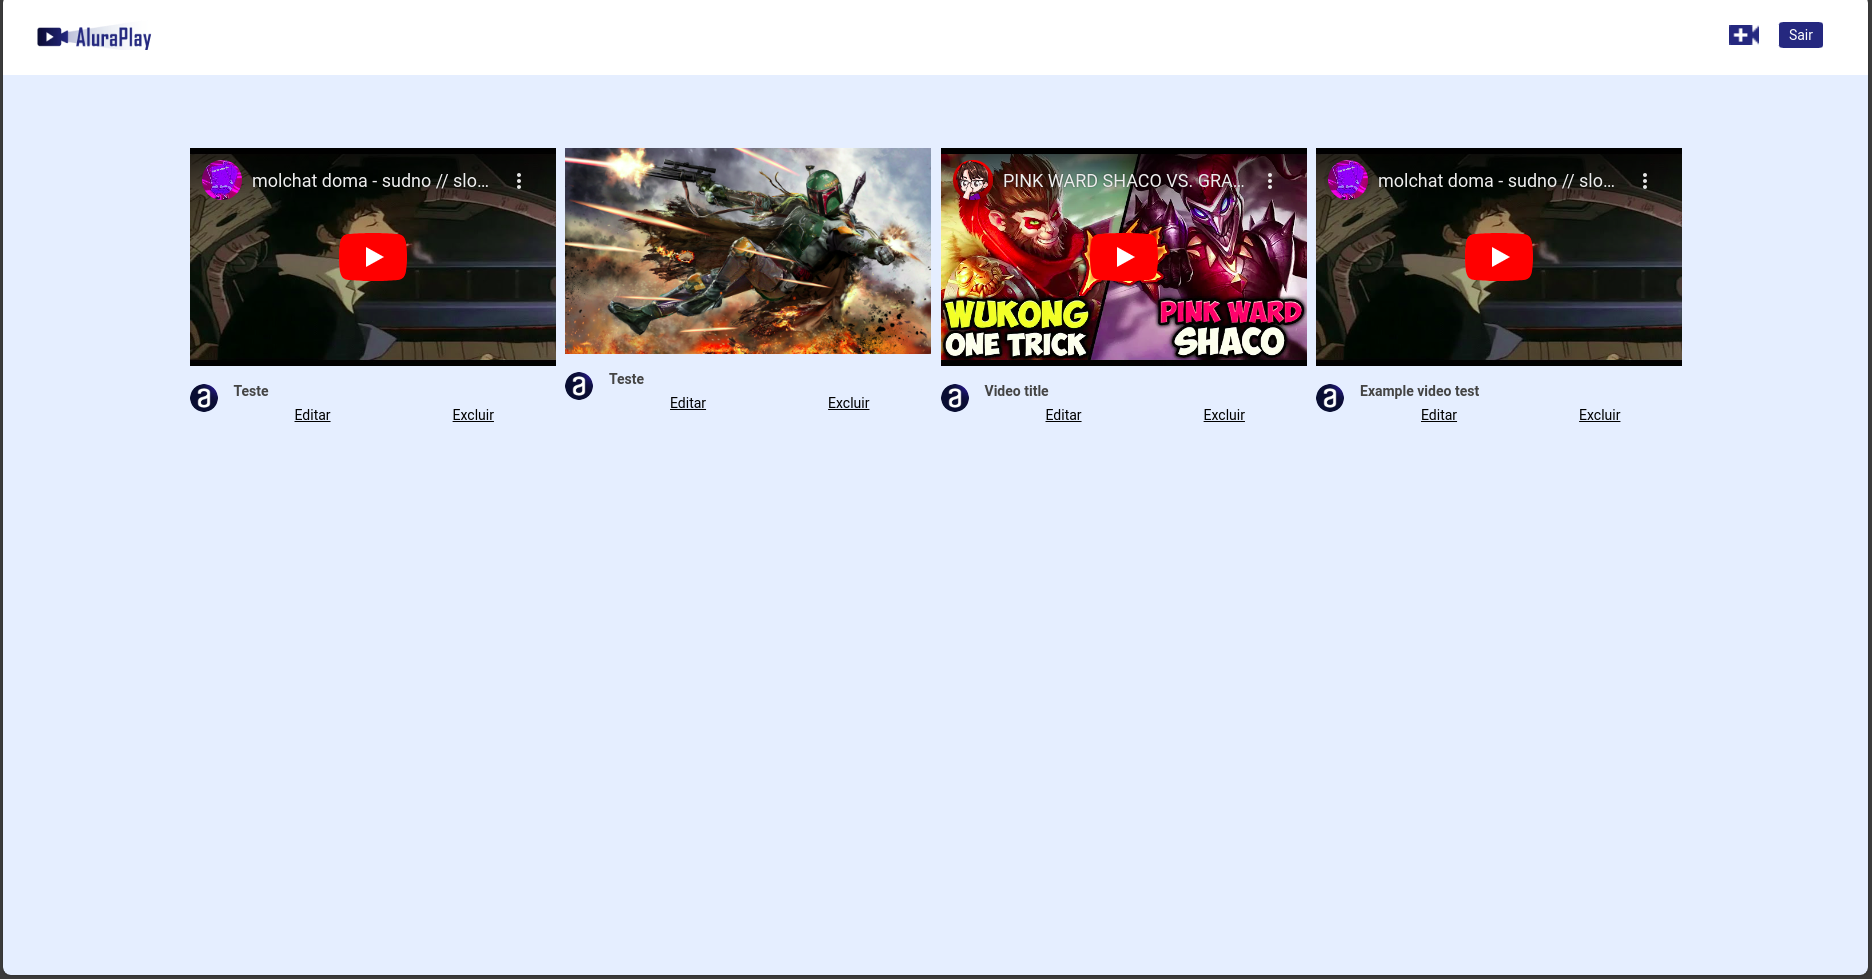 AluraPlay
Sair
molchat doma - sudno // slo...
PINK WARD SHACO VS. GRA...
molchat doma - sudno // slo...
WUKONG
ONE TRICK
PINK WARD
SHACO
a Teste
Editar Excluir
a Teste
Editar Excluir
a Video title
Editar Excluir
a Example video test
Editar Excluir